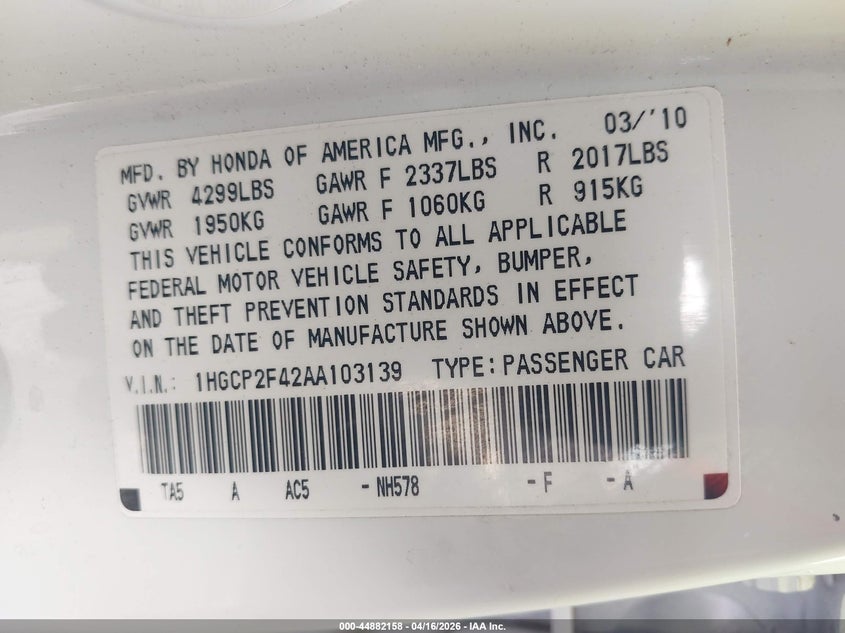 MFD. BY HONDA OF AMERICA MFG., INC. 03/'10
GVWR 4299LBS GAWR F 2337LBS R 2017LBS
GVWR 1950KG GAWR F 1060KG R 915KG
THIS VEHICLE CONFORMS TO ALL APPLICABLE
FEDERAL MOTOR VEHICLE SAFETY, BUMPER,
AND THEFT PREVENTION STANDARDS IN EFFECT
ON THE DATE OF MANUFACTURE SHOWN ABOVE.
V.I.N.: 1HGCP2F42AA103139 TYPE: PASSENGER CAR
TA5 A AC5 - NH578 - F - A
000-44882158 - 04/16/2026 - IAA Inc.